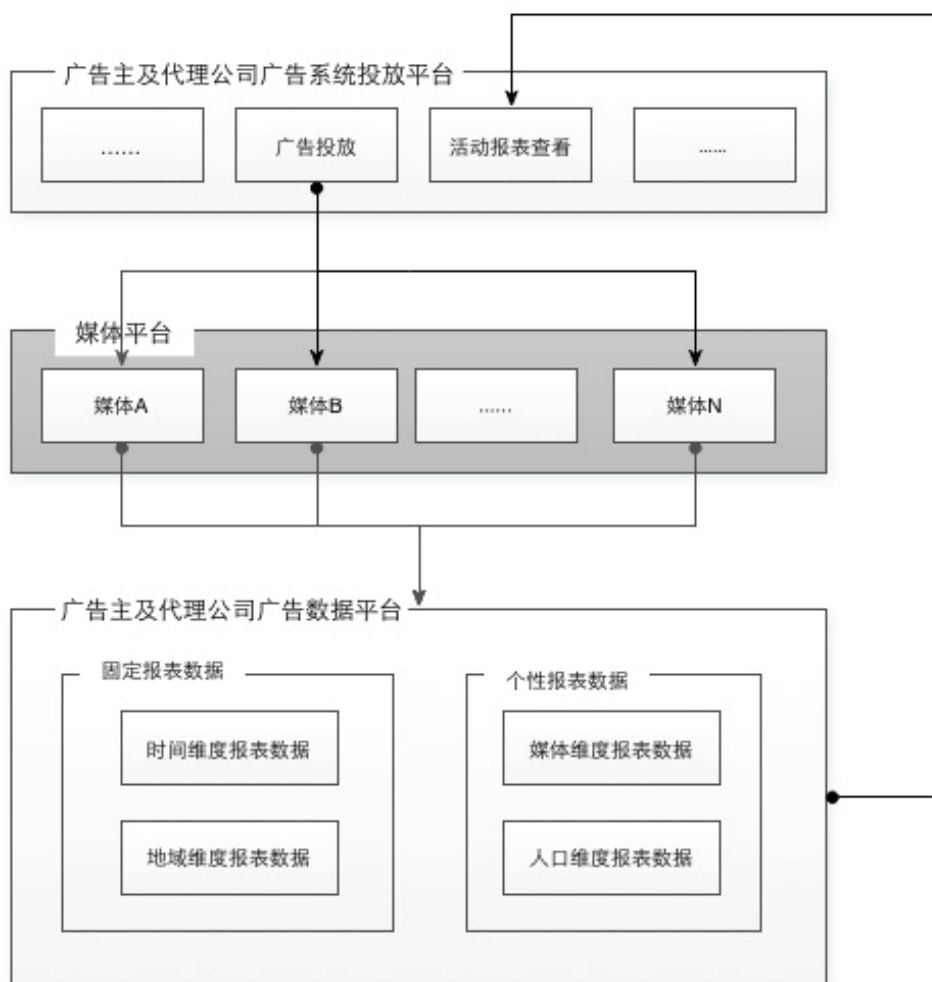 广告主及代理公司广告系统投放平台
......
广告投放
活动报表查看
......
媒体平台
媒体A
媒体B
......
媒体N
广告主及代理公司广告数据平台
固定报表数据
个性报表数据
时间维度报表数据
媒体维度报表数据
地域维度报表数据
人口维度报表数据